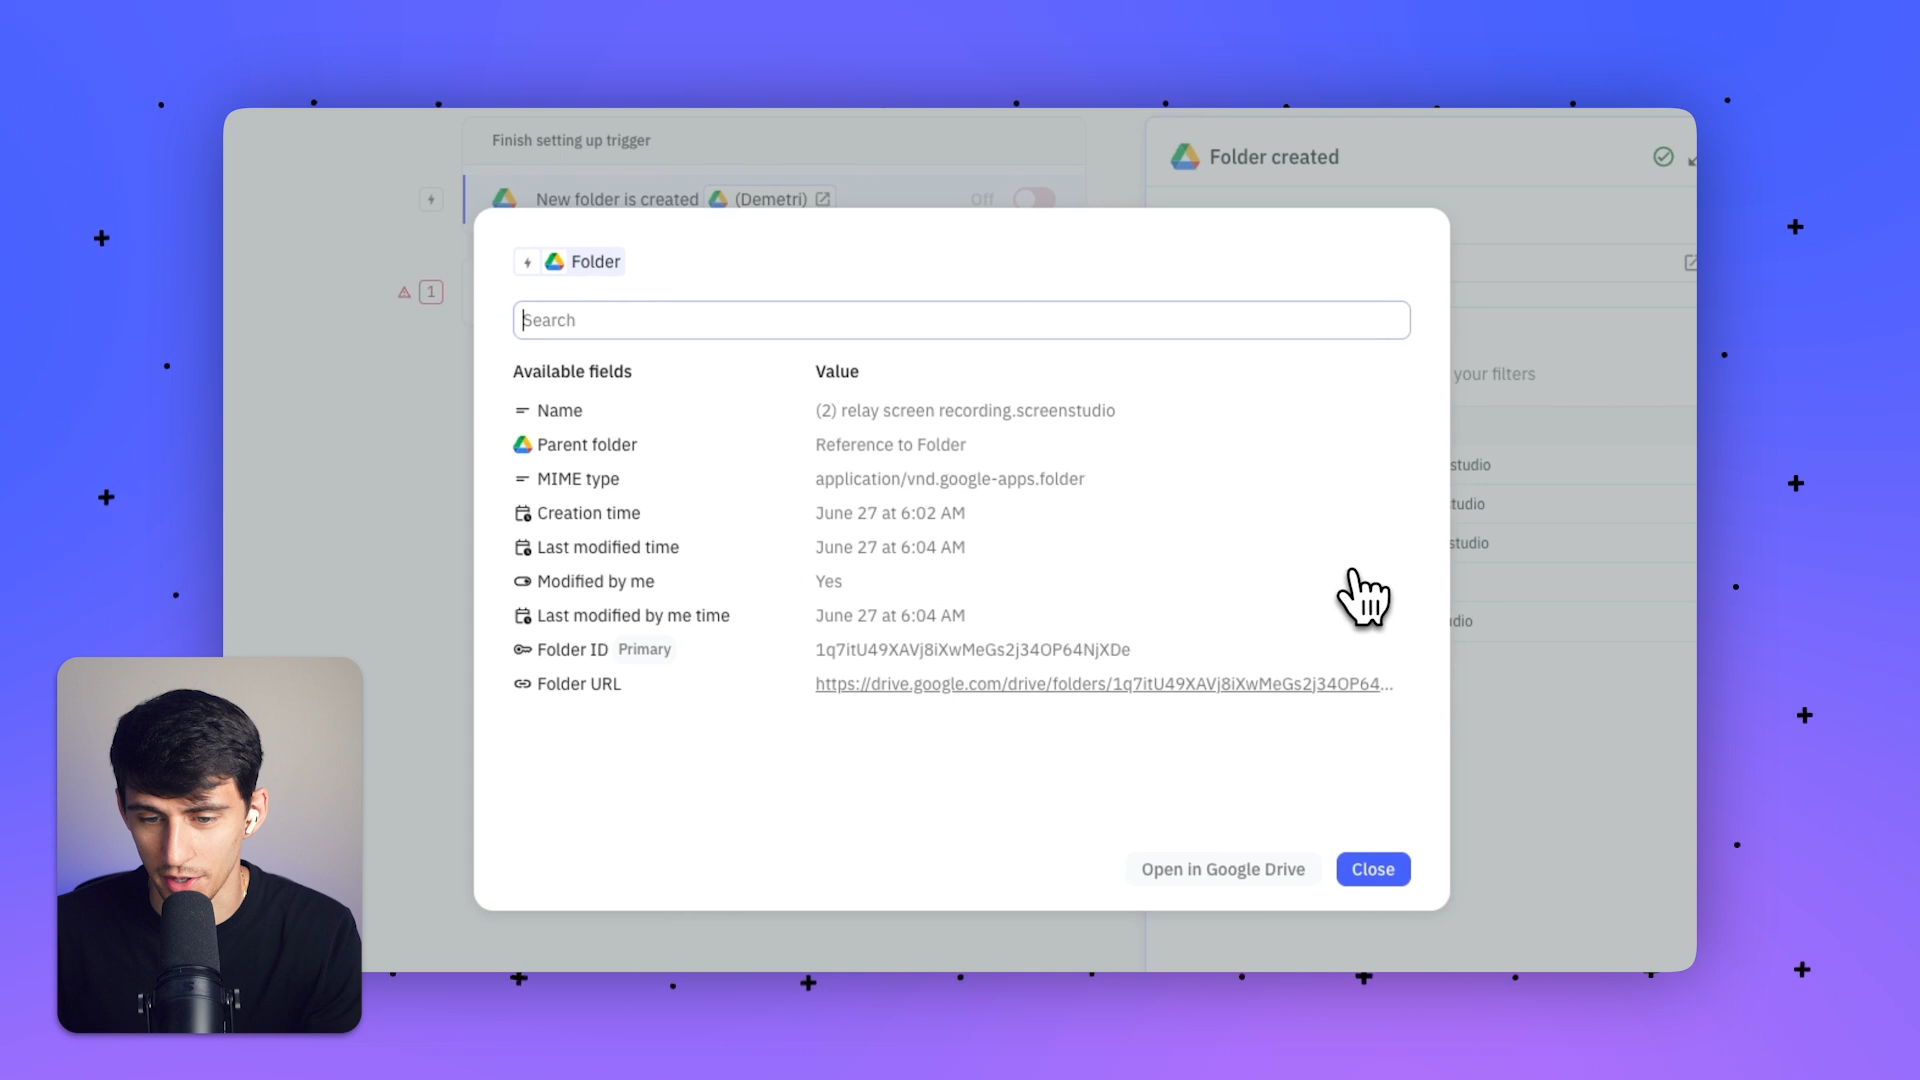 Finish setting up trigger
New folder is created (Demetri) Off
1
Folder created
your filters
studio
tudio
studio
dio
Folder
Search
Available fields Value
Name (2) relay screen recording.screenstudio
Parent folder Reference to Folder
MIME type application/vnd.google-apps.folder
Creation time June 27 at 6:02 AM
Last modified time June 27 at 6:04 AM
Modified by me Yes
Last modified by me time June 27 at 6:04 AM
Folder ID Primary 1q7itU49XAVj8iXwMeGs2j34OP64NjXDe
Folder URL https://drive.google.com/drive/folders/1q7itU49XAVj8iXwMeGs2j34OP64...
Open in Google Drive Close